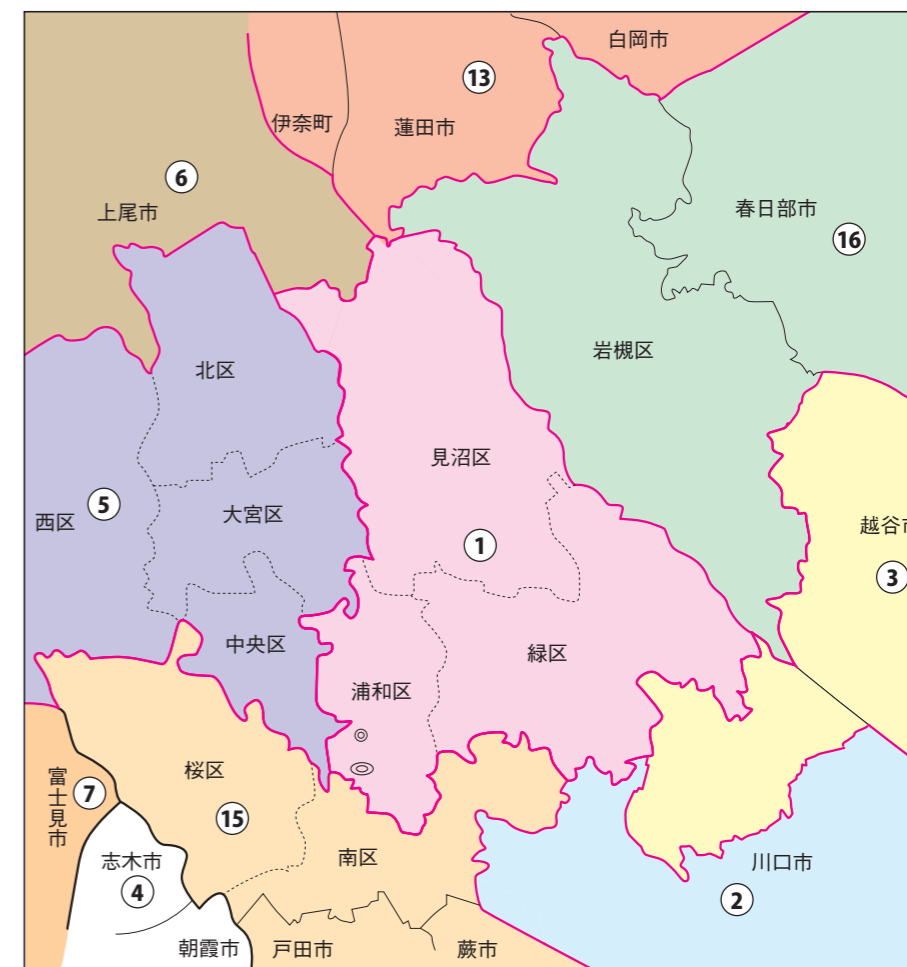 白岡市
13
伊奈町
蓮田市
6
上尾市
春日部市
16
北区
岩槻区
見沼区
5
西区
大宮区
越谷市
1
3
中央区
緑区
浦和区
桜区
富士見市
7
15
南区
志木市
4
川口市
2
朝霞市
戸田市
蕨市